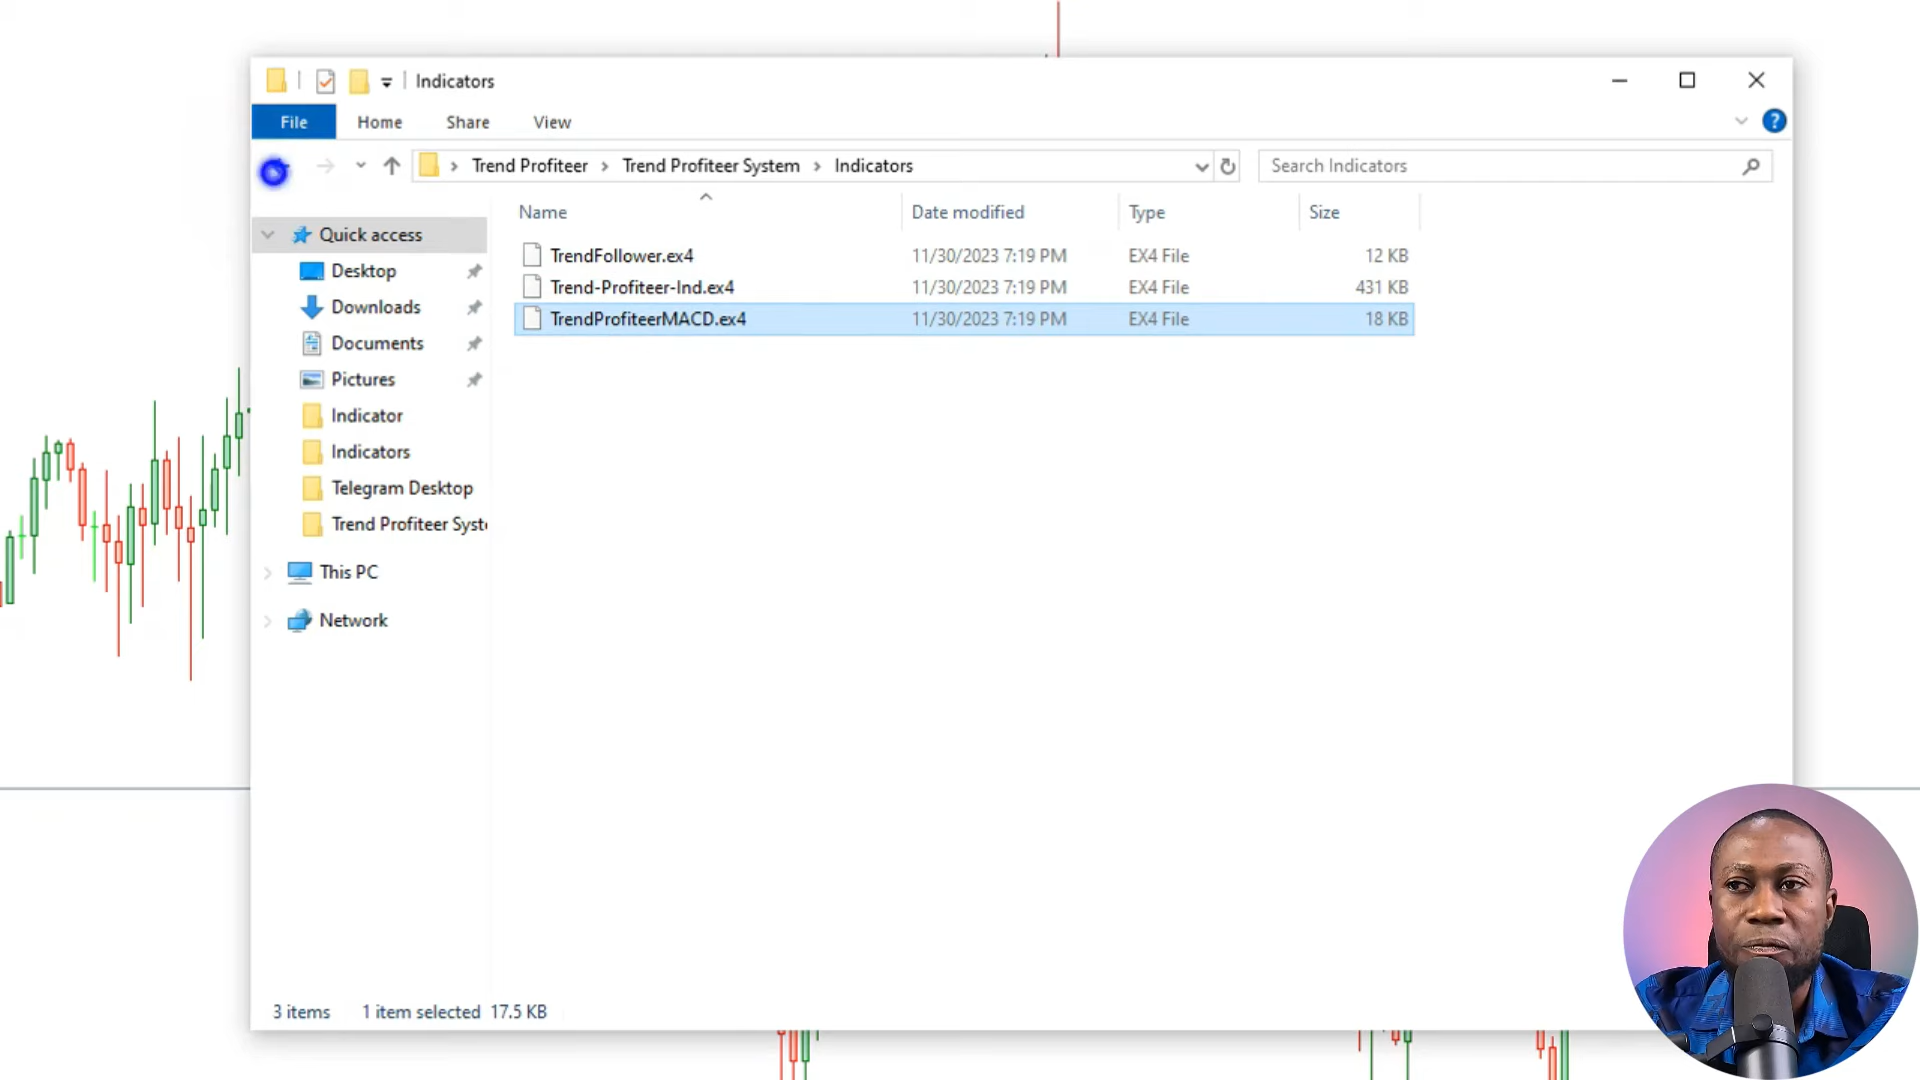 Indicators
File Home Share View
Trend Profiteer Trend Profiteer System Indicators
Search Indicators
Name Date modified Type Size
Quick access
Desktop
Downloads
Documents
Pictures
Indicator
Indicators
Telegram Desktop
Trend Profiteer Syst
This PC
Network
TrendFollower.ex4 11/30/2023 7:19 PM EX4 File 12 KB
Trend-Profiteer-Ind.ex4 11/30/2023 7:19 PM EX4 File 431 KB
TrendProfiteerMACD.ex4 11/30/2023 7:19 PM EX4 File 18 KB
3 items 1 item selected 17.5 KB